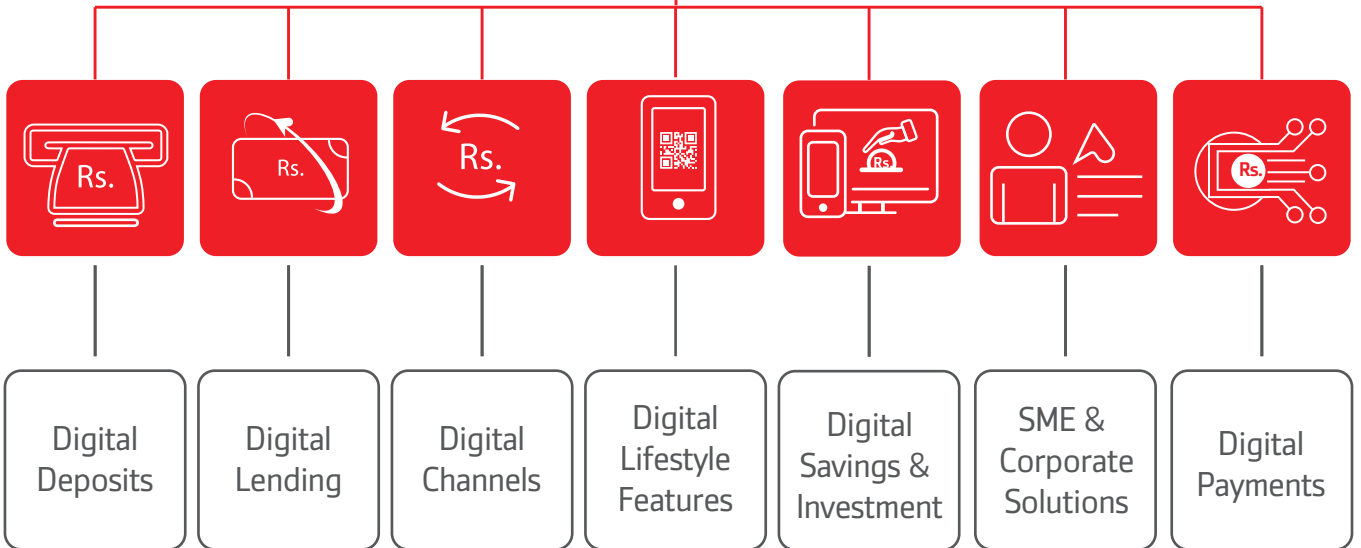 Rs.
Rs.
Rs.
Rs.
Rs.
Digital
Deposits
Digital
Lending
Digital
Channels
Digital
Lifestyle
Features
Digital
Savings &
Investment
SME &
Corporate
Solutions
Digital
Payments